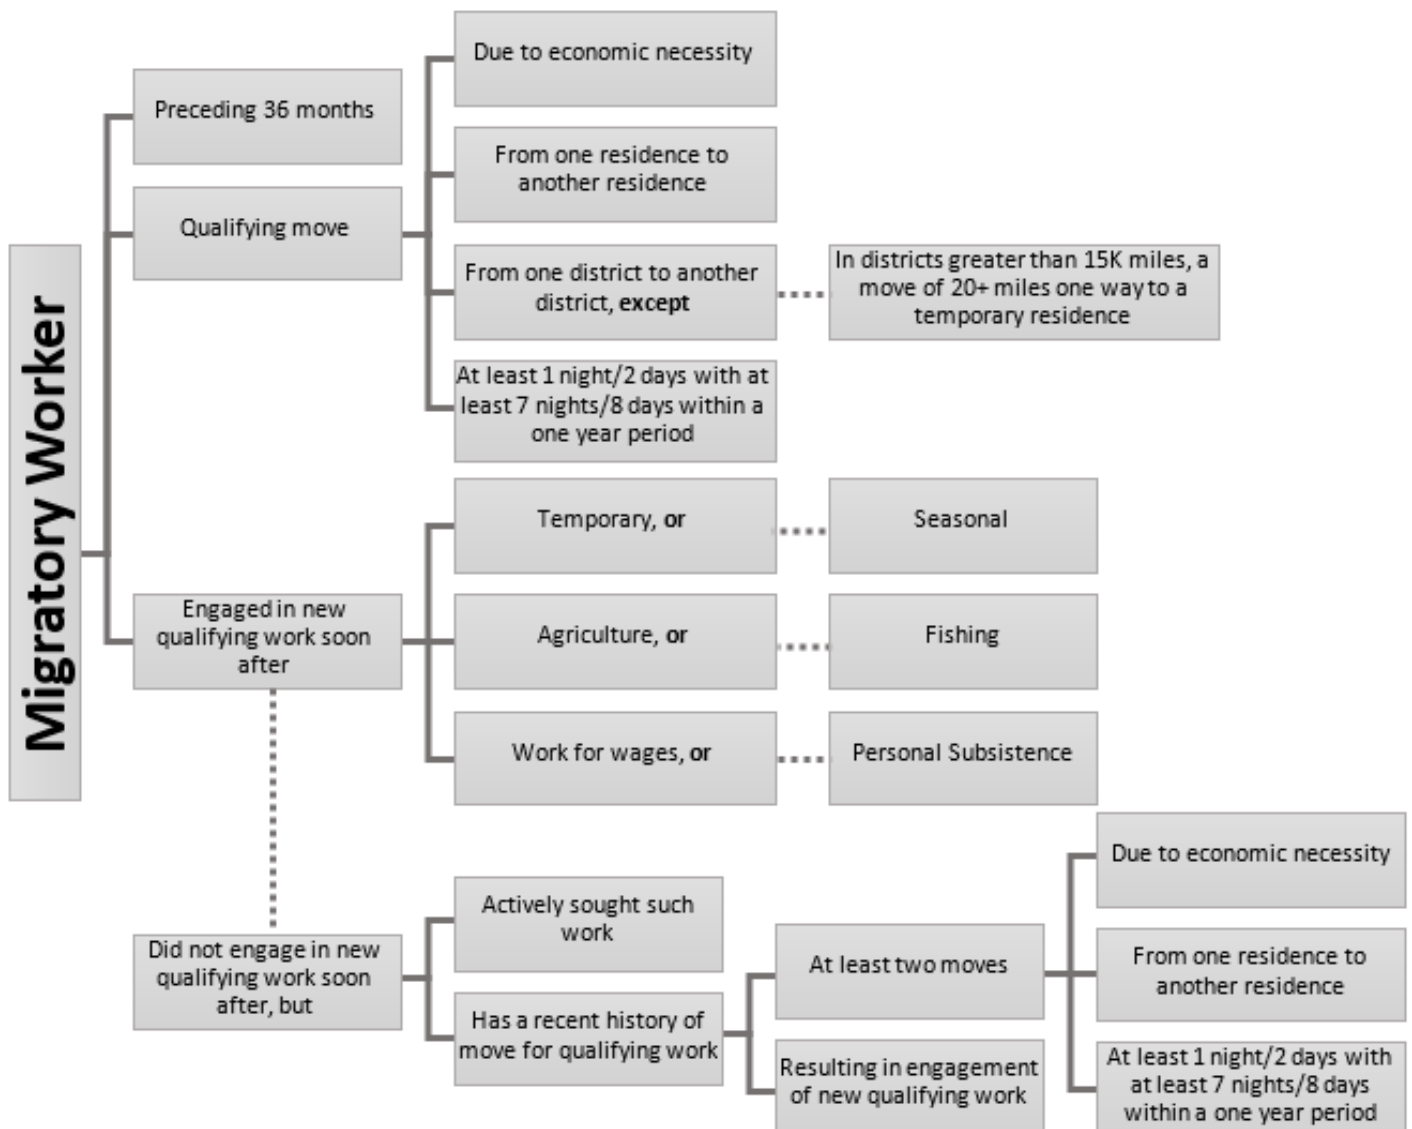 Migratory Worker
Preceding 36 months
Qualifying move
Due to economic necessity
From one residence to
another residence
From one district to another
district, except
In districts greater than 15K miles, a
move of 20+ miles one way to a
temporary residence
At least 1 night/2 days with at
least 7 nights/8 days within a
one year period
Engaged in new
qualifying work soon
after
Temporary, or
Seasonal
Agriculture, or
Fishing
Work for wages, or
Personal Subsistence
Did not engage in new
qualifying work soon
after, but
Actively sought such
work
Has a recent history of
move for qualifying work
At least two moves
Due to economic necessity
From one residence to
another residence
At least 1 night/2 days with
at least 7 nights/8 days
within a one year period
Resulting in engagement
of new qualifying work